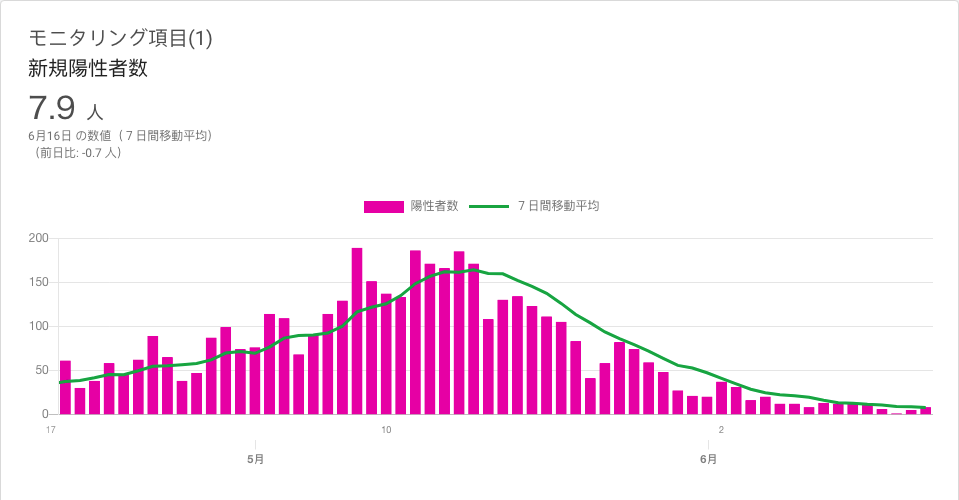 モニタリング項目(1)
新規陽性者数
7.9 人
6月16日 の数値（７日間移動平均）
（前日比: -0.7 人）
陽性者数 ７日間移動平均
200
150
100
50
0
17 10 2
5月 6月